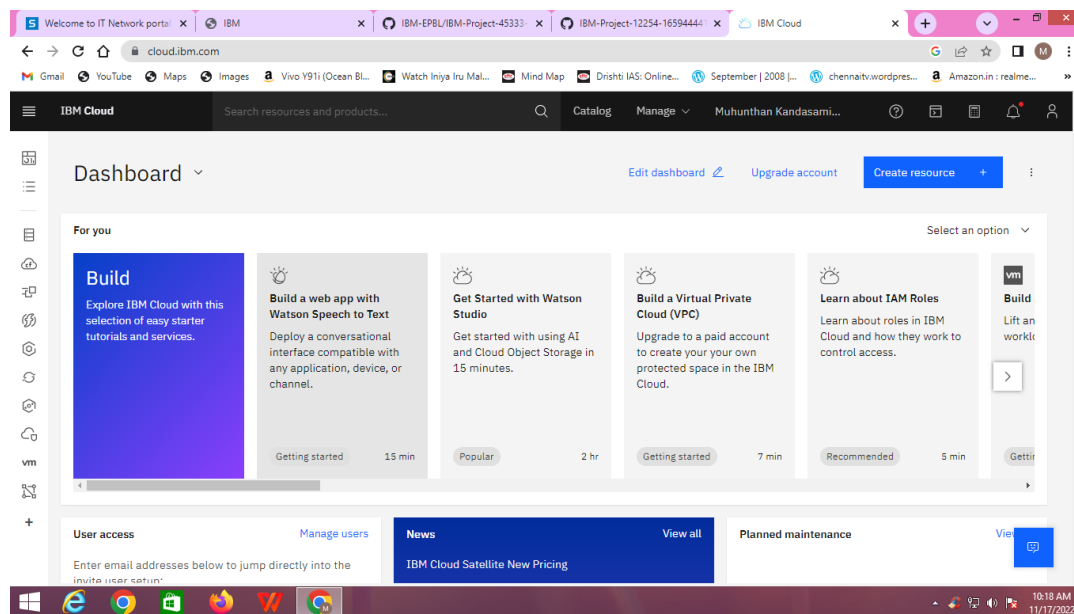 Welcome to IT Network portal
IBM
IBM-EPBL/IBM-Project-45333-
IBM-Project-12254-165944441
IBM Cloud
cloud.ibm.com
M
Gmail
YouTube
Maps
Images
Vivo Y91i (Ocean Bl...
Watch Iniya Iru Mal...
Mind Map
Drishti IAS: Online...
September | 2008 |...
chennaitv.wordpres...
Amazon.in : realme...
»
IBM Cloud
Search resources and products...
Catalog
Manage
Muhunthan Kandasami...
Dashboard
Edit dashboard
Upgrade account
Create resource +
For you
Select an option
Build
Explore IBM Cloud with this
selection of easy starter
tutorials and services.
Build a web app with
Watson Speech to Text
Deploy a conversational
interface compatible with
any application, device, or
channel.
Getting started
15 min
Get Started with Watson
Studio
Get started with using AI
and Cloud Object Storage in
15 minutes.
Popular
2 hr
Build a Virtual Private
Cloud (VPC)
Upgrade to a paid account
to create your your own
protected space in the IBM
Cloud.
Getting started
7 min
Learn about IAM Roles
Learn about roles in IBM
Cloud and how they work to
control access.
Recommended
5 min
vm
Build
Lift an
worklo
Gettin
vm
User access
Manage users
Enter email addresses below to jump directly into the
invite user setup:
News
View all
IBM Cloud Satellite New Pricing
Planned maintenance
View
10:18 AM
11/17/2022